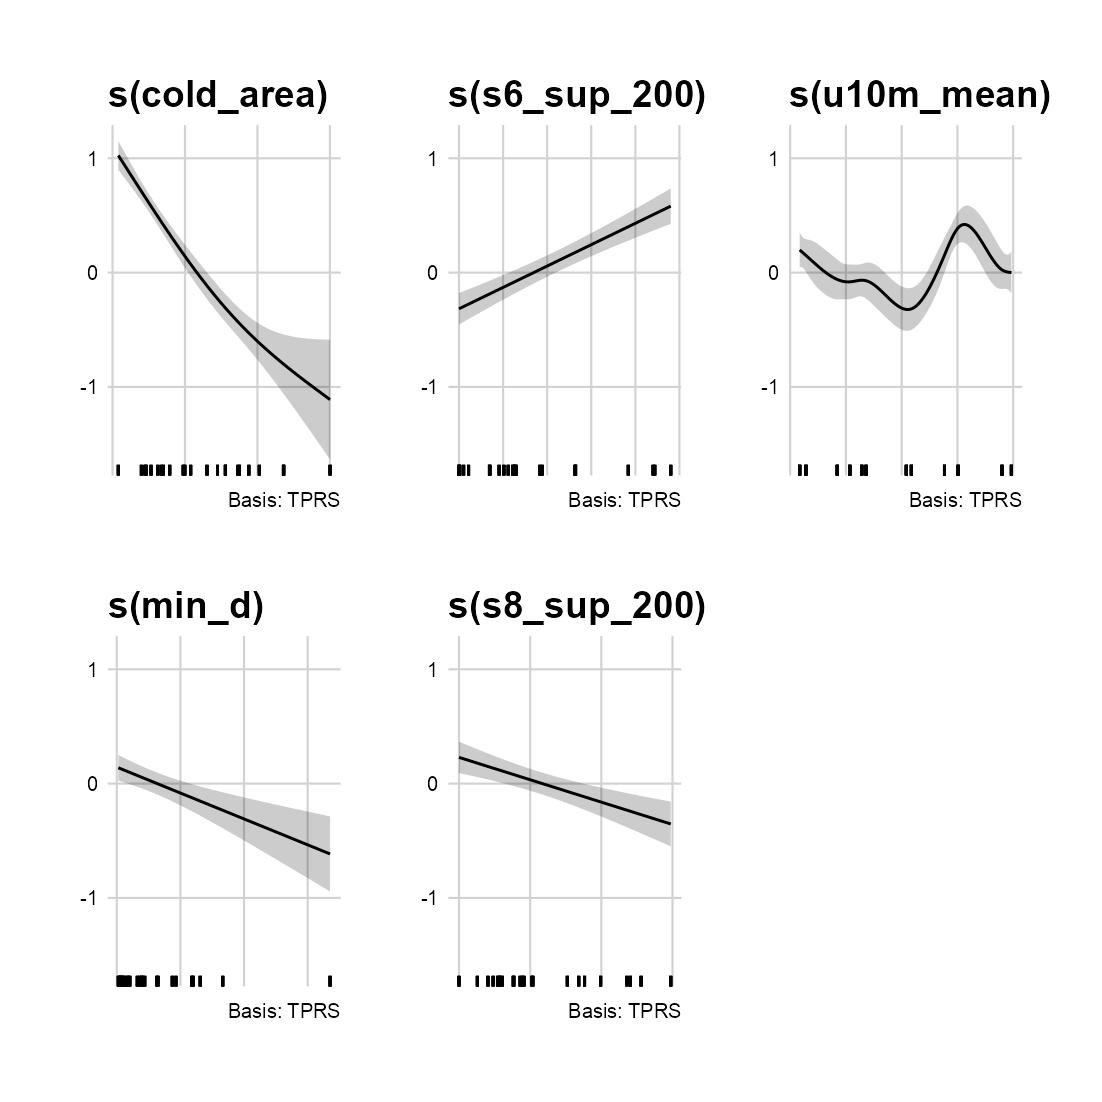 s(cold_area)
1
0
-1
Basis: TPRS
s(s6_sup_200)
1
0
-1
Basis: TPRS
s(u10m_mean)
1
0
-1
Basis: TPRS
s(min_d)
1
0
-1
Basis: TPRS
s(s8_sup_200)
1
0
-1
Basis: TPRS